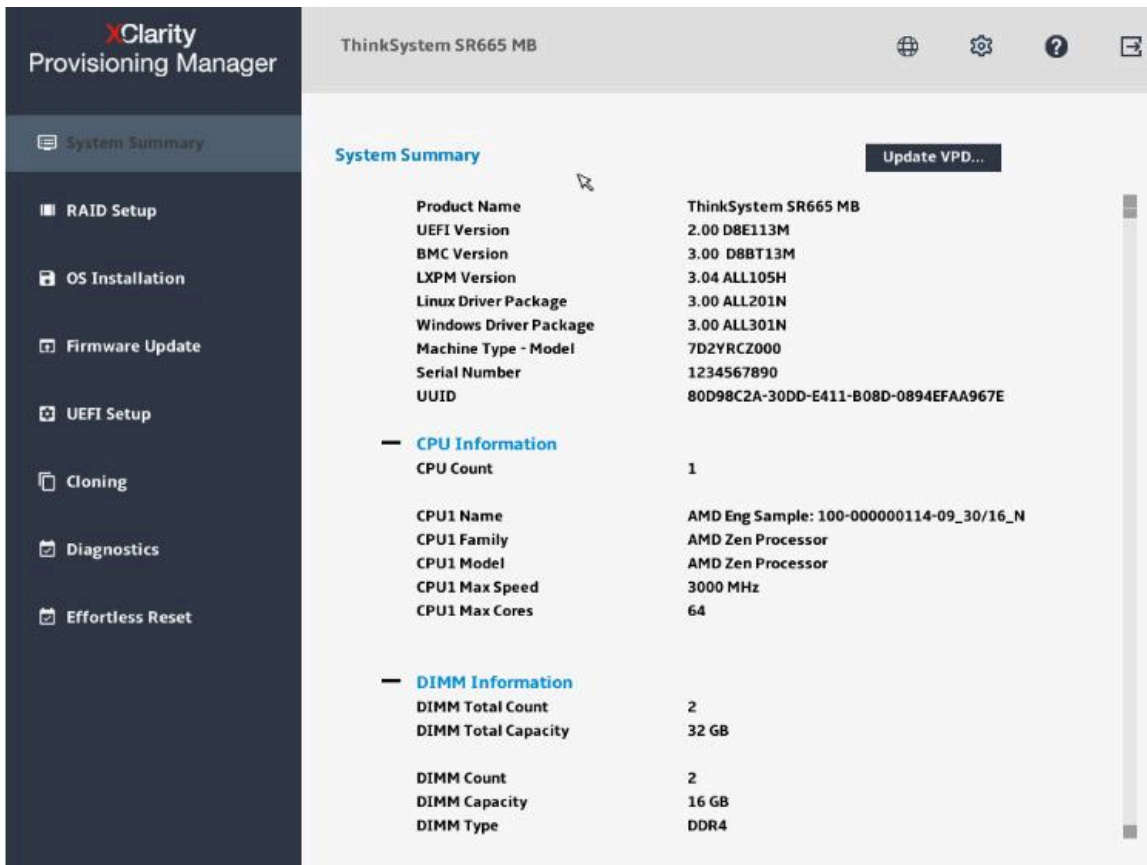 XClarity
Provisioning Manager
ThinkSystem SR665 MB
System Summary
RAID Setup
OS Installation
Firmware Update
UEFI Setup
Cloning
Diagnostics
Effortless Reset
System Summary
Update VPD...
Product Name ThinkSystem SR665 MB
UEFI Version 2.00 D8E113M
BMC Version 3.00 D8BT13M
LXPM Version 3.04 ALL105H
Linux Driver Package 3.00 ALL201N
Windows Driver Package 3.00 ALL301N
Machine Type - Model 7D2YRCZ000
Serial Number 1234567890
UUID 80D98C2A-30DD-E411-B08D-0894EFAA967E
CPU Information
CPU Count 1
CPU1 Name AMD Eng Sample: 100-000000114-09_30/16_N
CPU1 Family AMD Zen Processor
CPU1 Model AMD Zen Processor
CPU1 Max Speed 3000 MHz
CPU1 Max Cores 64
DIMM Information
DIMM Total Count 2
DIMM Total Capacity 32 GB
DIMM Count 2
DIMM Capacity 16 GB
DIMM Type DDR4